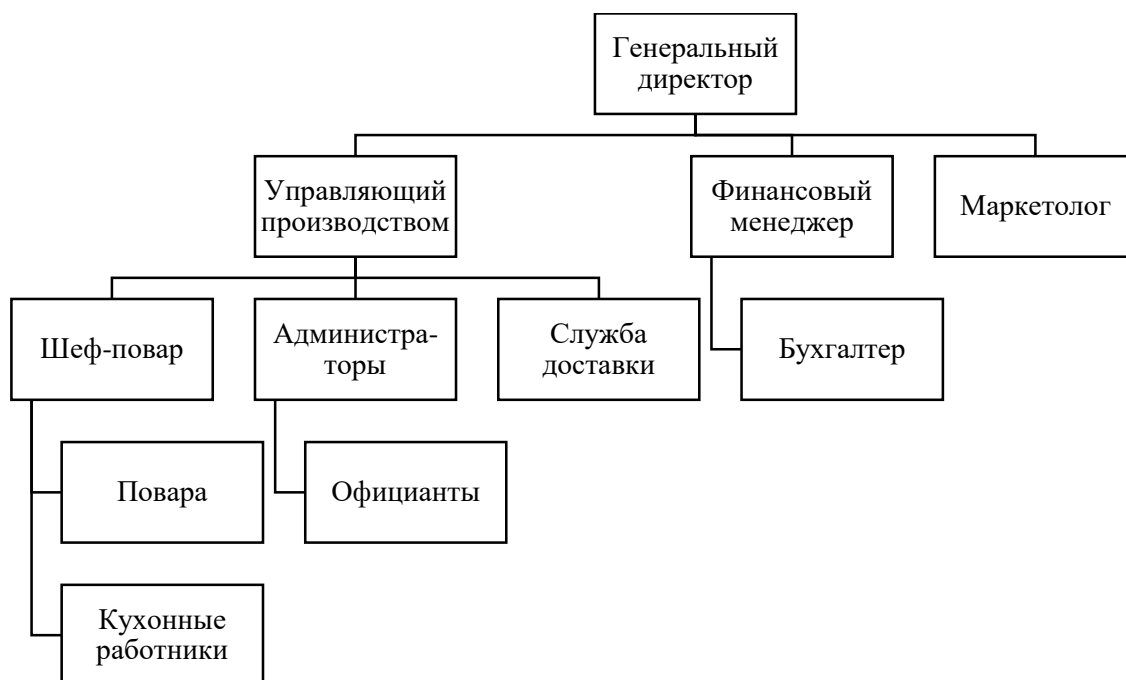 Генеральный
директор
Управляющий
производством
Финансовый
менеджер
Маркетолог
Шеф-повар
Администра-
торы
Служба
доставки
Бухгалтер
Повара
Официанты
Кухонные
работники